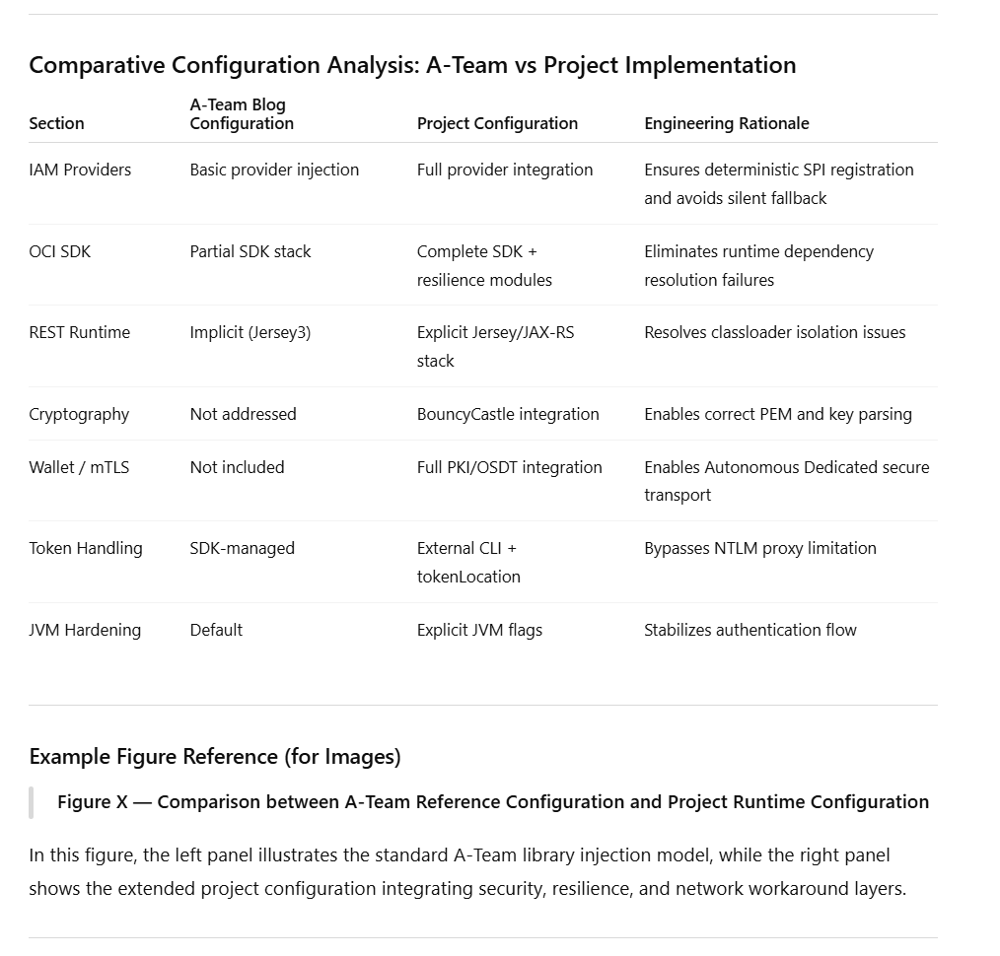 Comparative Configuration Analysis: A-Team vs Project Implementation
Section
A-Team Blog
Configuration
Project Configuration
Engineering Rationale
IAM Providers
Basic provider injection
Full provider integration
Ensures deterministic SPI registration
and avoids silent fallback
OCI SDK
Partial SDK stack
Complete SDK +
resilience modules
Eliminates runtime dependency
resolution failures
REST Runtime
Implicit (Jersey3)
Explicit Jersey/JAX-RS
stack
Resolves classloader isolation issues
Cryptography
Not addressed
BouncyCastle integration
Enables correct PEM and key parsing
Wallet / mTLS
Not included
Full PKI/OSDT integration
Enables Autonomous Dedicated secure
transport
Token Handling
SDK-managed
External CLI +
tokenLocation
Bypasses NTLM proxy limitation
JVM Hardening
Default
Explicit JVM flags
Stabilizes authentication flow
Example Figure Reference (for Images)
Figure X — Comparison between A-Team Reference Configuration and Project Runtime Configuration
In this figure, the left panel illustrates the standard A-Team library injection model, while the right panel
shows the extended project configuration integrating security, resilience, and network workaround layers.